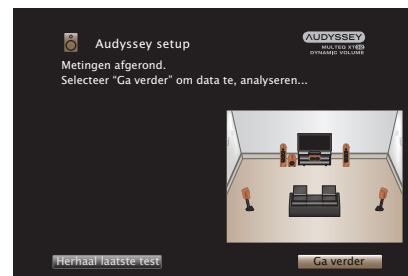 Audyssey setup
AUDYSSEY
MULTEQ XT32
DYNAMIC VOLUME
Metingen afgerond.
Selecteer “Ga verder” om data te, analyseren...
Herhaal laatste test
Ga verder